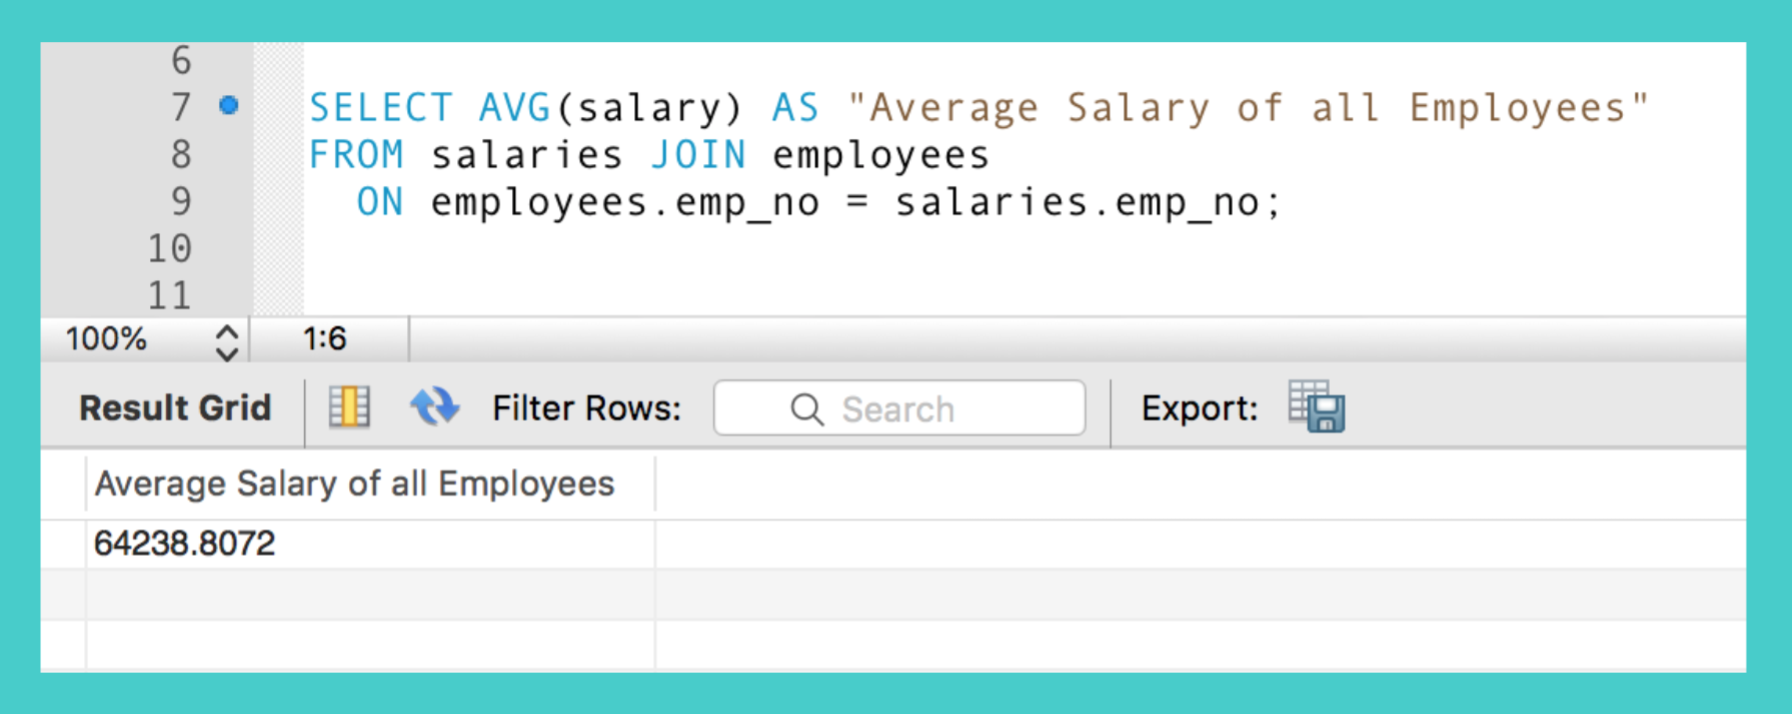 6
7 SELECT AVG(salary) AS "Average Salary of all Employees"
8 FROM salaries JOIN employees
9 ON employees.emp_no = salaries.emp_no;
10
11
100% 1:6
Result Grid Filter Rows: Search Export:
Average Salary of all Employees
64238.8072